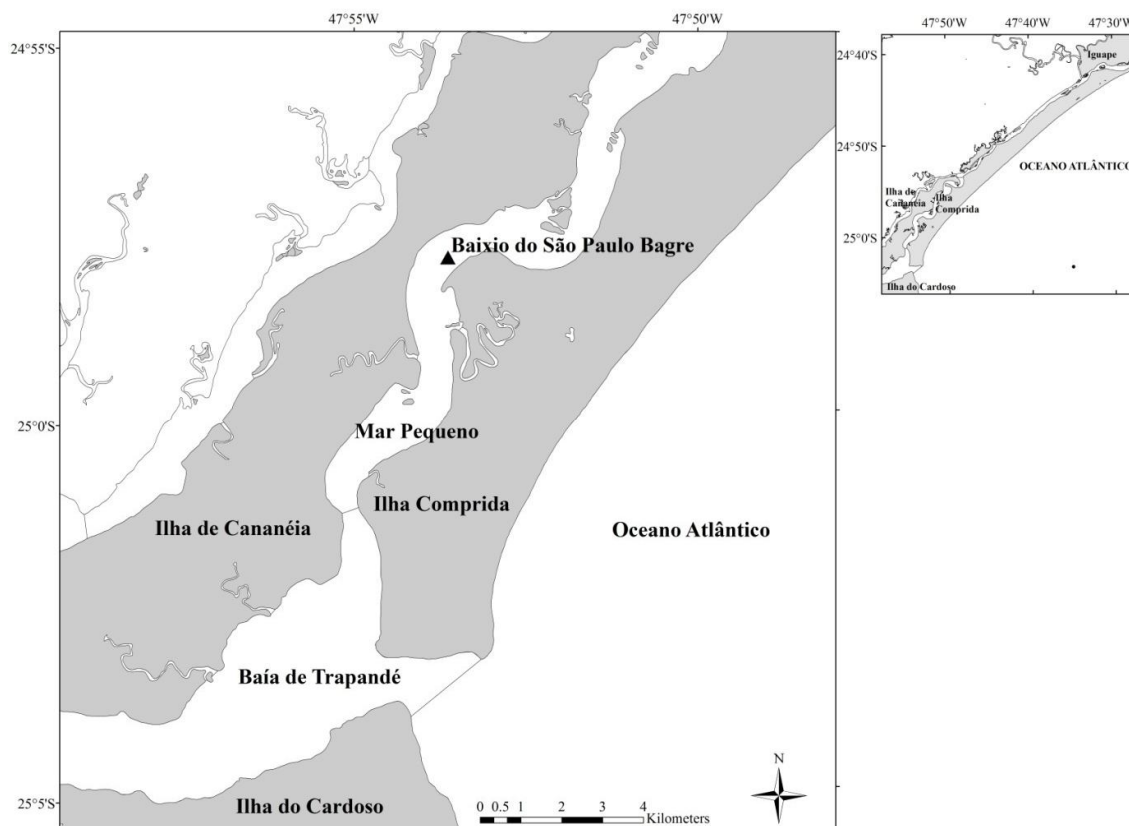 47°55'W
47°50'W
24°55'S
Baixio do São Paulo Bagre
25°0'S
Mar Pequeno
Ilha Comprida
Ilha de Cananéia
Oceano Atlântico
Baía de Trapandé
N
25°5'S
Ilha do Cardoso
0 0.5 1 2 3 4
Kilometers
47°50'W
47°40'W
47°30'W
24°40'S
Iguape
24°50'S
OCEANO ATLÂNTICO
Ilha de
Cananéia
Ilha
Comprida
25°0'S
Ilha do Cardoso